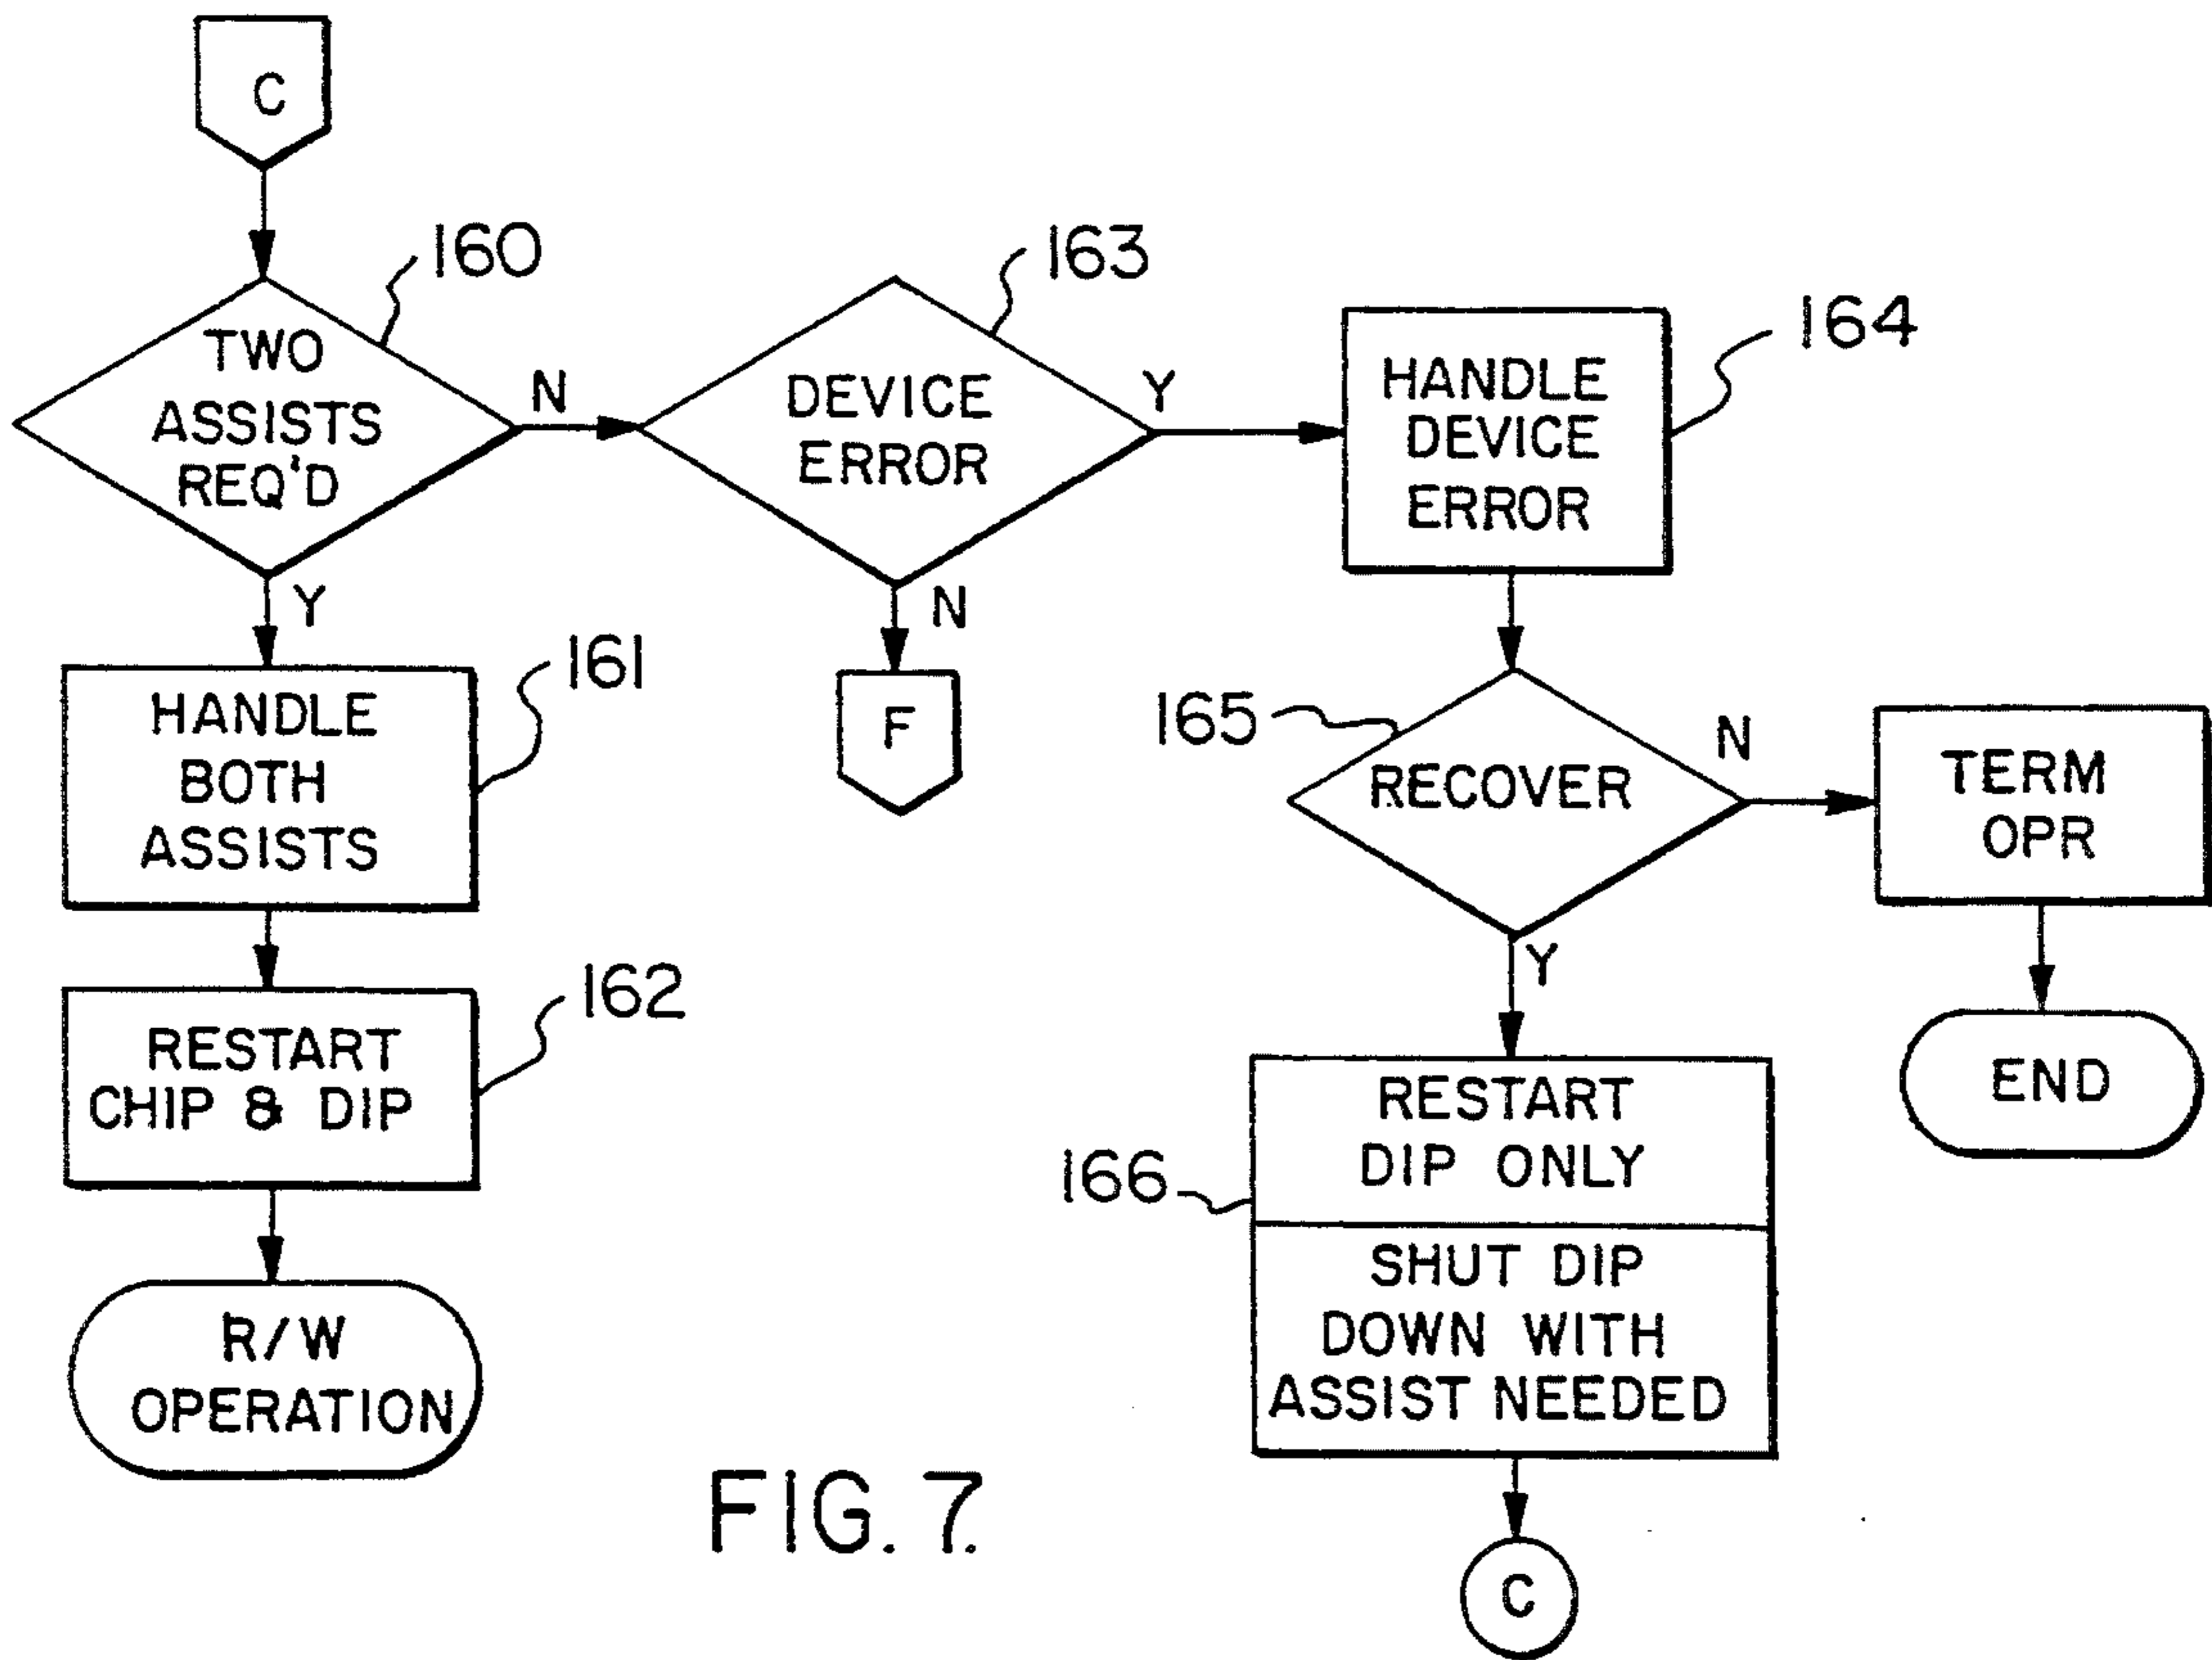 C
160
TWO
ASSISTS
REQ'D
N
Y
163
DEVICE
ERROR
Y
N
F
164
HANDLE
DEVICE
ERROR
161
HANDLE
BOTH
ASSISTS
162
RESTART
CHIP & DIP
R/W
OPERATION
165
RECOVER
N
Y
TERM
OPR
END
166
RESTART
DIP ONLY
SHUT DIP
DOWN WITH
ASSIST NEEDED
C
FIG. 7.